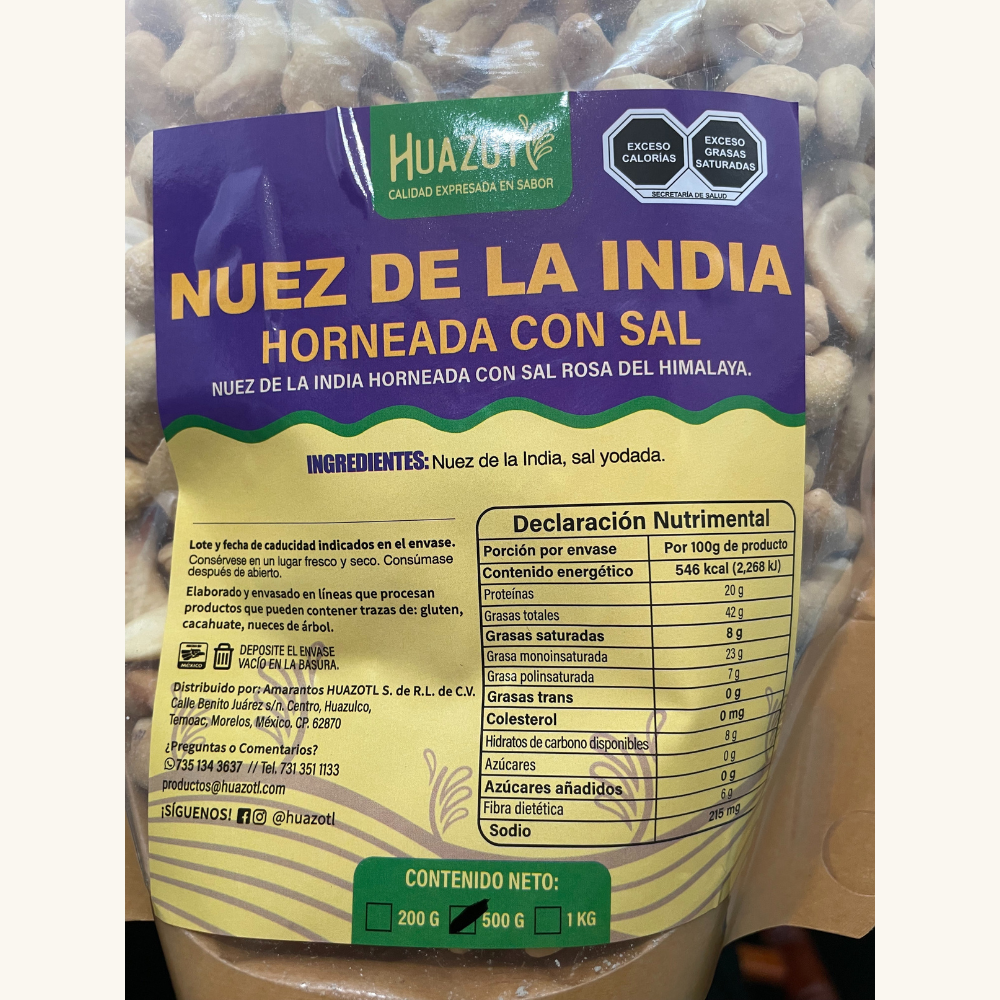 HUAZOTL
CALIDAD EXPRESADA EN SABOR
EXCESO
CALORÍAS
EXCESO
GRASAS
SATURADAS
SECRETARÍA DE SALUD
NUEZ DE LA INDIA
HORNEADA CON SAL
NUEZ DE LA INDIA HORNEADA CON SAL ROSA DEL HIMALAYA.
INGREDIENTES: Nuez de la India, sal yodada.
Lote y fecha de caducidad indicados en el envase.
Consérvese en un lugar fresco y seco. Consúmase
después de abierto.
Elaborado y envasado en líneas que procesan
productos que pueden contener trazas de: gluten,
cacahuate, nueces de árbol.
MÉXICO
DEPOSITE EL ENVASE
VACÍO EN LA BASURA.
Distribuido por: Amarantos HUAZOTL S. de R.L. de C.V.
Calle Benito Juárez s/n. Centro, Huazulco,
Temoac, Morelos, México. CP. 62870
¿Preguntas o Comentarios?
735 134 3637 // Tel. 731 351 1133
productos@huazotl.com
¡SÍGUENOS! @huazotl
Declaración Nutrimental
Porción por envase Por 100g de producto
Contenido energético 546 kcal (2,268 kJ)
Proteínas 20 g
Grasas totales 42 g
Grasas saturadas 8 g
Grasa monoinsaturada 23 g
Grasa polinsaturada 7 g
Grasas trans 0 g
Colesterol 0 mg
Hidratos de carbono disponibles 8 g
Azúcares 0 g
Azúcares añadidos 0 g
Fibra dietética 6 g
Sodio 215 mg
CONTENIDO NETO:
200 G 500 G 1 KG